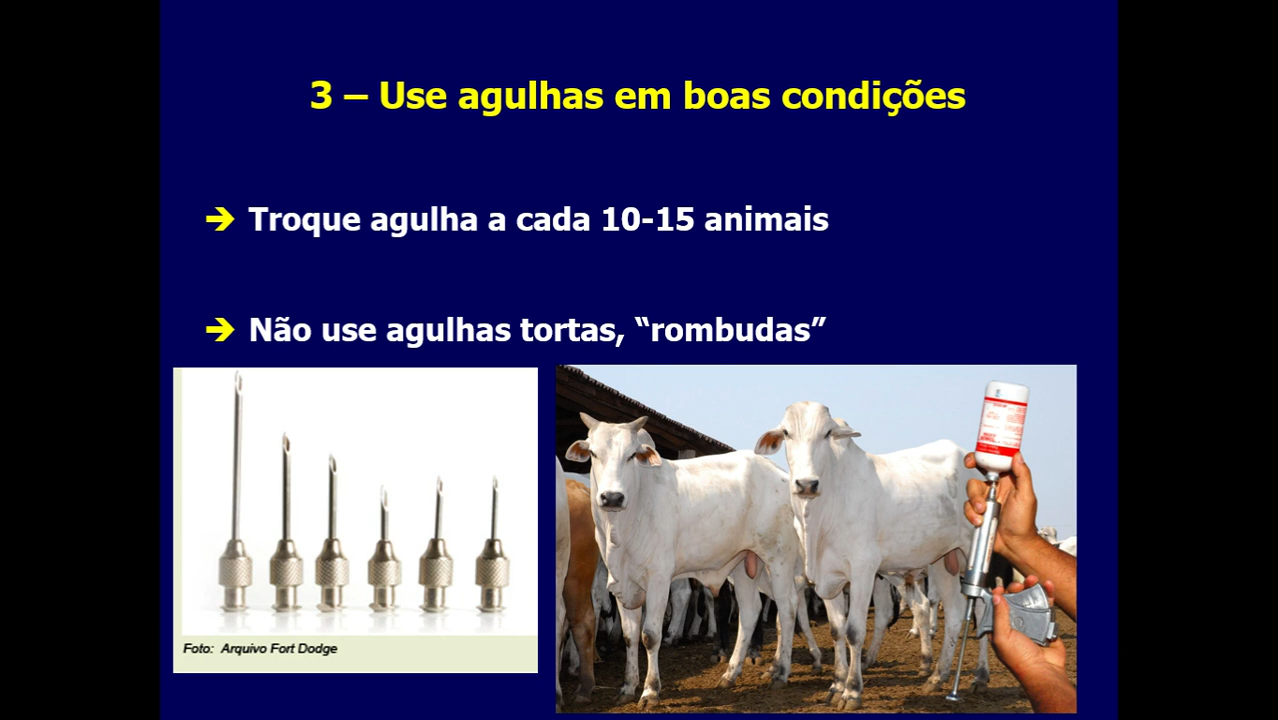 3 – Use agulhas em boas condições
➔ Troque agulha a cada 10-15 animais
➔ Não use agulhas tortas, “rombudas”
Foto: Arquivo Fort Dodge